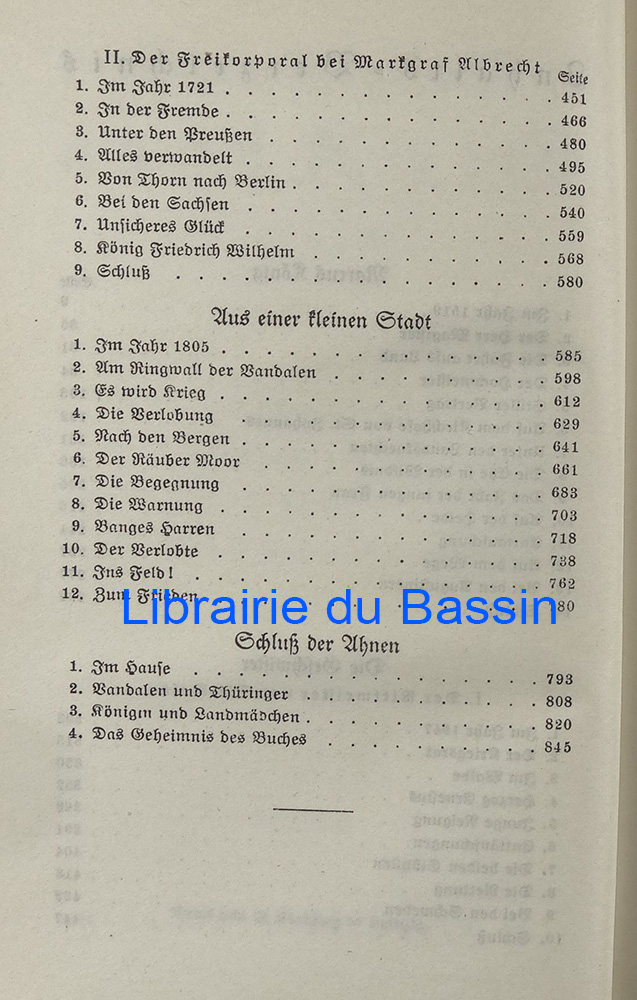 II. Der Freikorporal bei Markgraf Albrecht
Seite
1. Im Jahr 1721 . . . . . . . . . . . . 451
2. In der Fremde . . . . . . . . . . . . 466
3. Unter den Preußen . . . . . . . . . . 480
4. Alles verwandelt . . . . . . . . . . . 495
5. Von Thorn nach Berlin . . . . . . . . . 520
6. Bei den Sachsen . . . . . . . . . . . 540
7. Unsicheres Glück . . . . . . . . . . . 559
8. König Friedrich Wilhelm . . . . . . . . 568
9. Schluß . . . . . . . . . . . . . . 580
Aus einer kleinen Stadt
1. Im Jahr 1805 . . . . . . . . . . . . 585
2. Am Ringwall der Vandalen . . . . . . . . 598
3. Es wird Krieg . . . . . . . . . . . . 612
4. Die Verlobung . . . . . . . . . . . . 629
5. Nach den Bergen . . . . . . . . . . . 641
6. Der Räuber Moor . . . . . . . . . . . 661
7. Die Begegnung . . . . . . . . . . . . 683
8. Die Warnung . . . . . . . . . . . . 703
9. Banges Harren . . . . . . . . . . . . 718
10. Der Verlobte . . . . . . . . . . . . 738
11. Ins Feld! . . . . . . . . . . . . . 762
12. Zum Frieden . . . . . . . . . . . . 780
Librairie du Bassin
Schluß der Ahnen
1. Im Hause . . . . . . . . . . . . . 793
2. Vandalen und Thüringer . . . . . . . . . 808
3. Königin und Landmädchen . . . . . . . . 820
4. Das Geheimnis des Buches . . . . . . . . 845